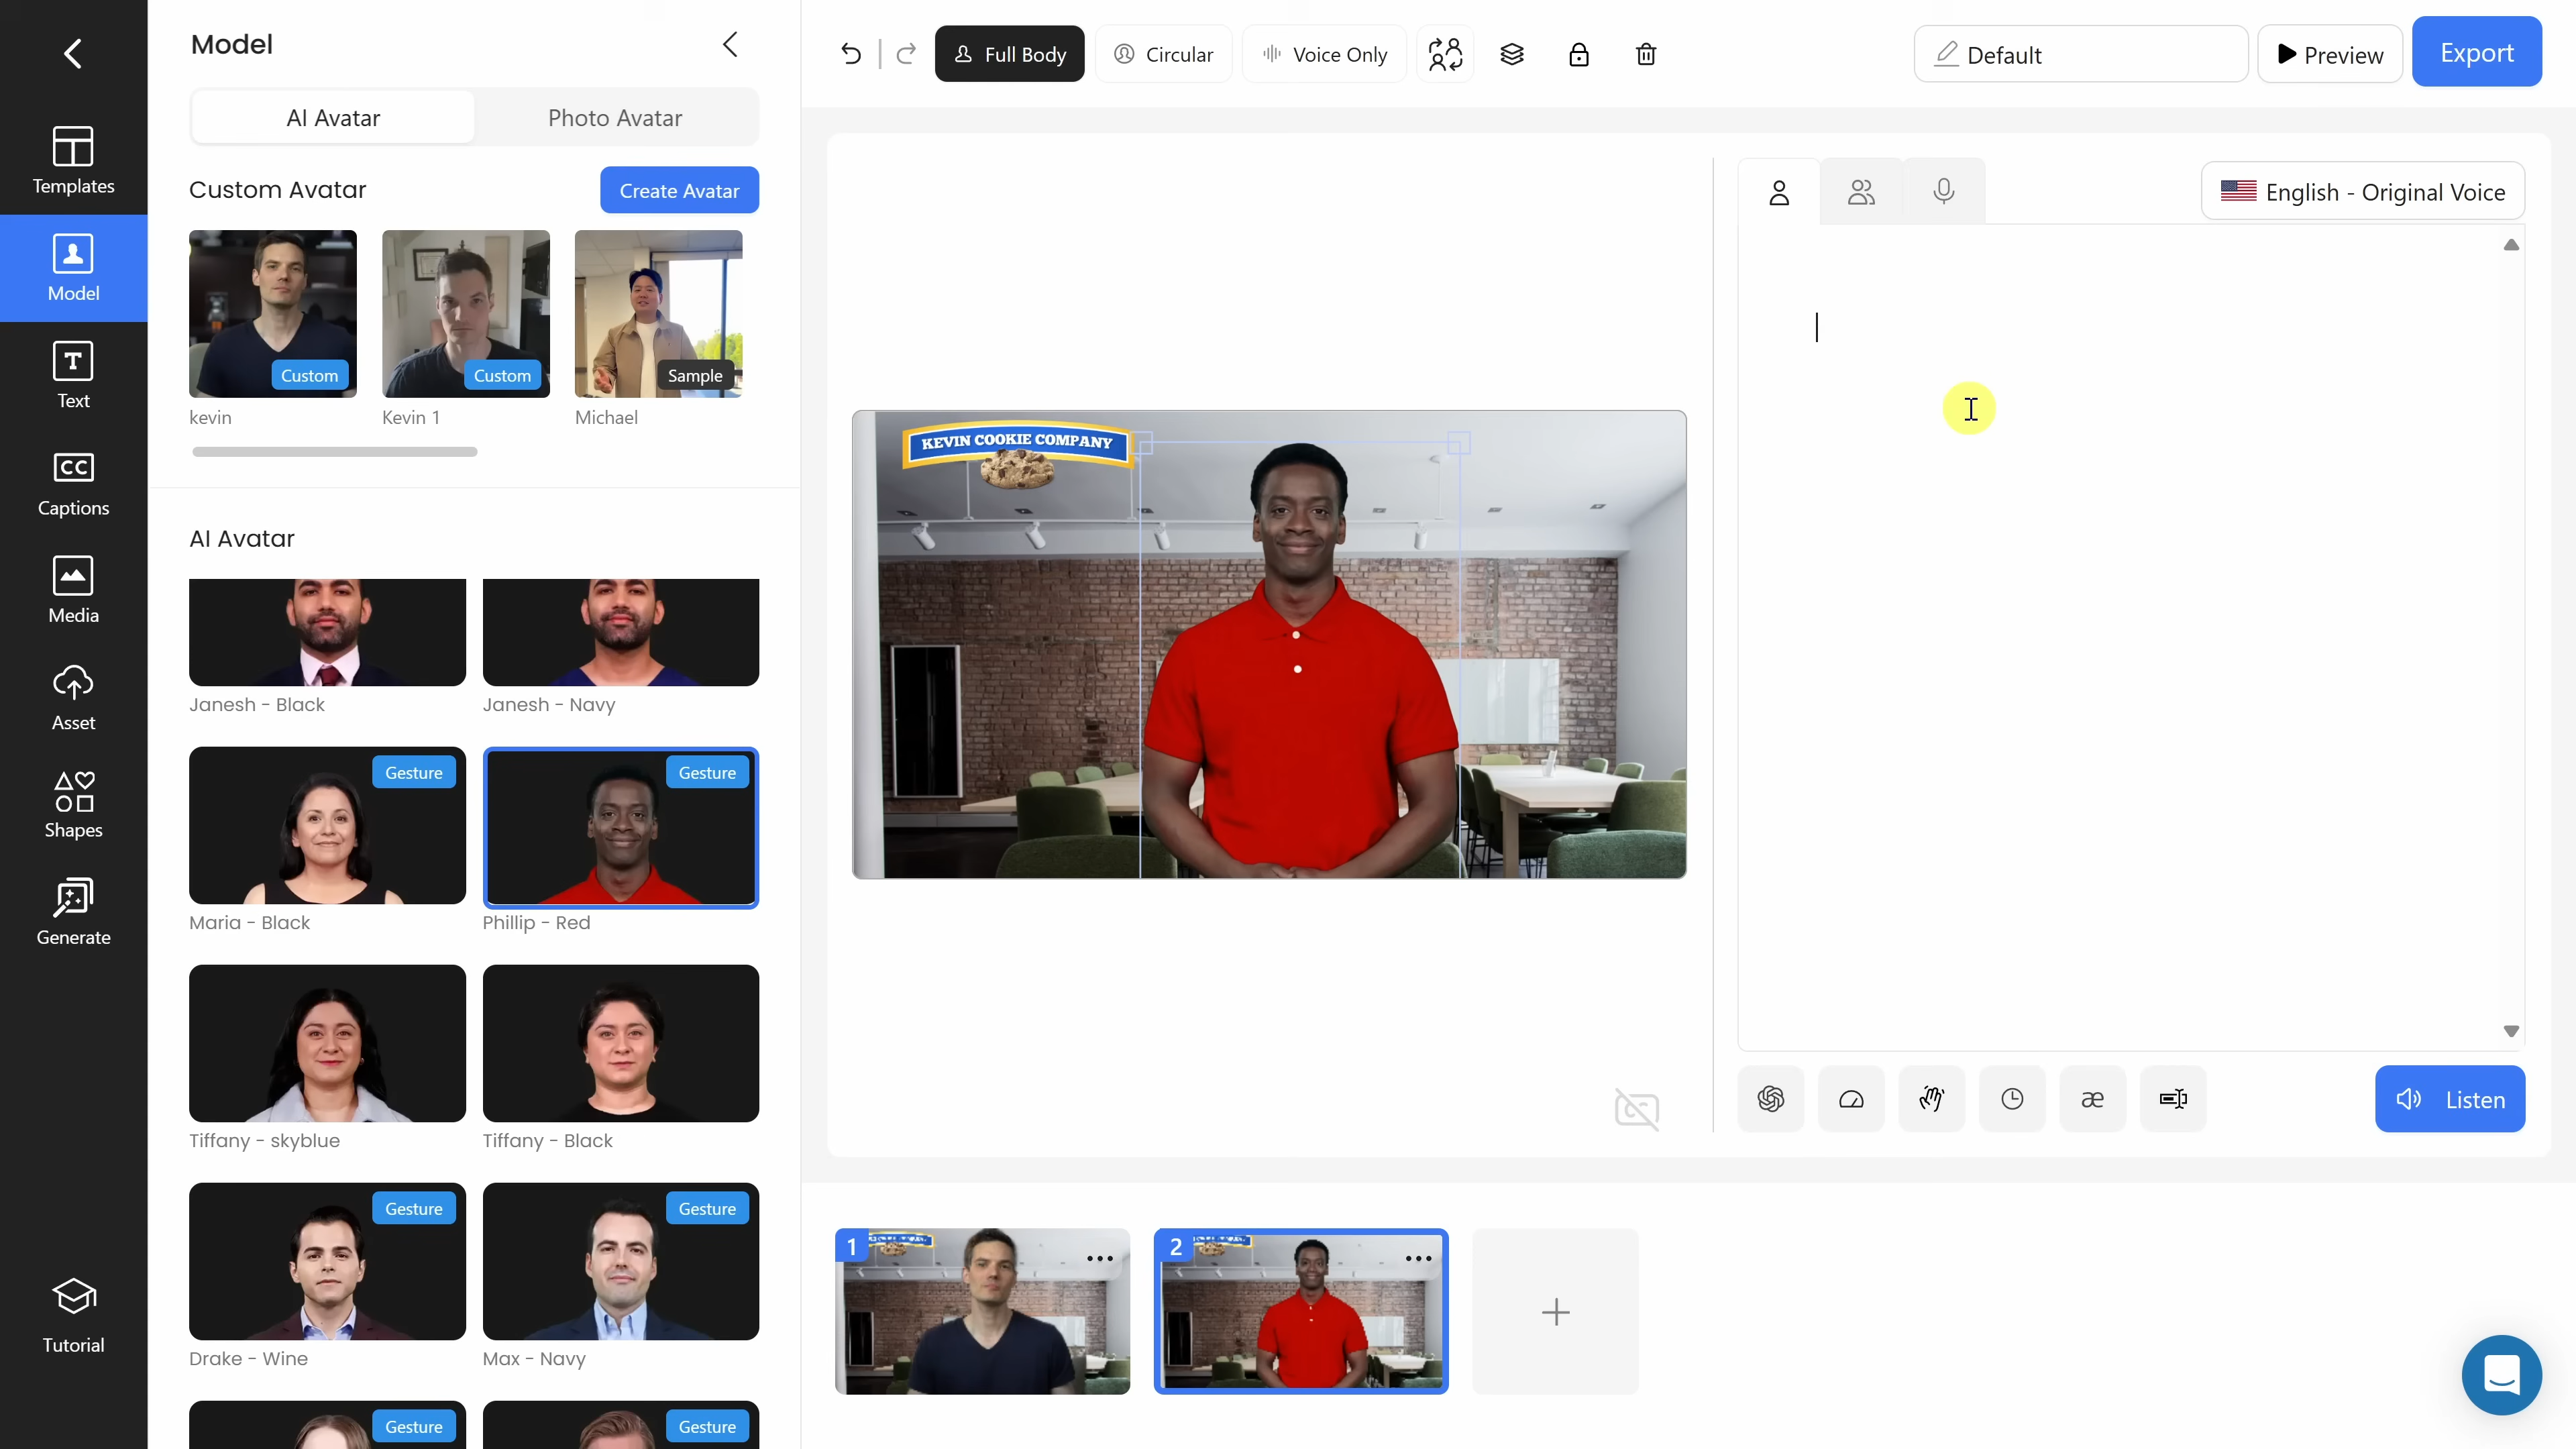 Templates
Model
Text
Captions
Media
Asset
Shapes
Generate
Tutorial
Model
AI Avatar
Photo Avatar
Custom Avatar
Create Avatar
Custom
Custom
Sample
kevin
Kevin 1
Michael
AI Avatar
Janesh - Black
Janesh - Navy
Gesture
Gesture
Maria - Black
Phillip - Red
Tiffany - skyblue
Tiffany - Black
Gesture
Gesture
Drake - Wine
Max - Navy
Gesture
Gesture
Full Body
Circular
Voice Only
Default
Preview
Export
KEVIN COOKIE COMPANY
English - Original Voice
æ
Listen
1
2